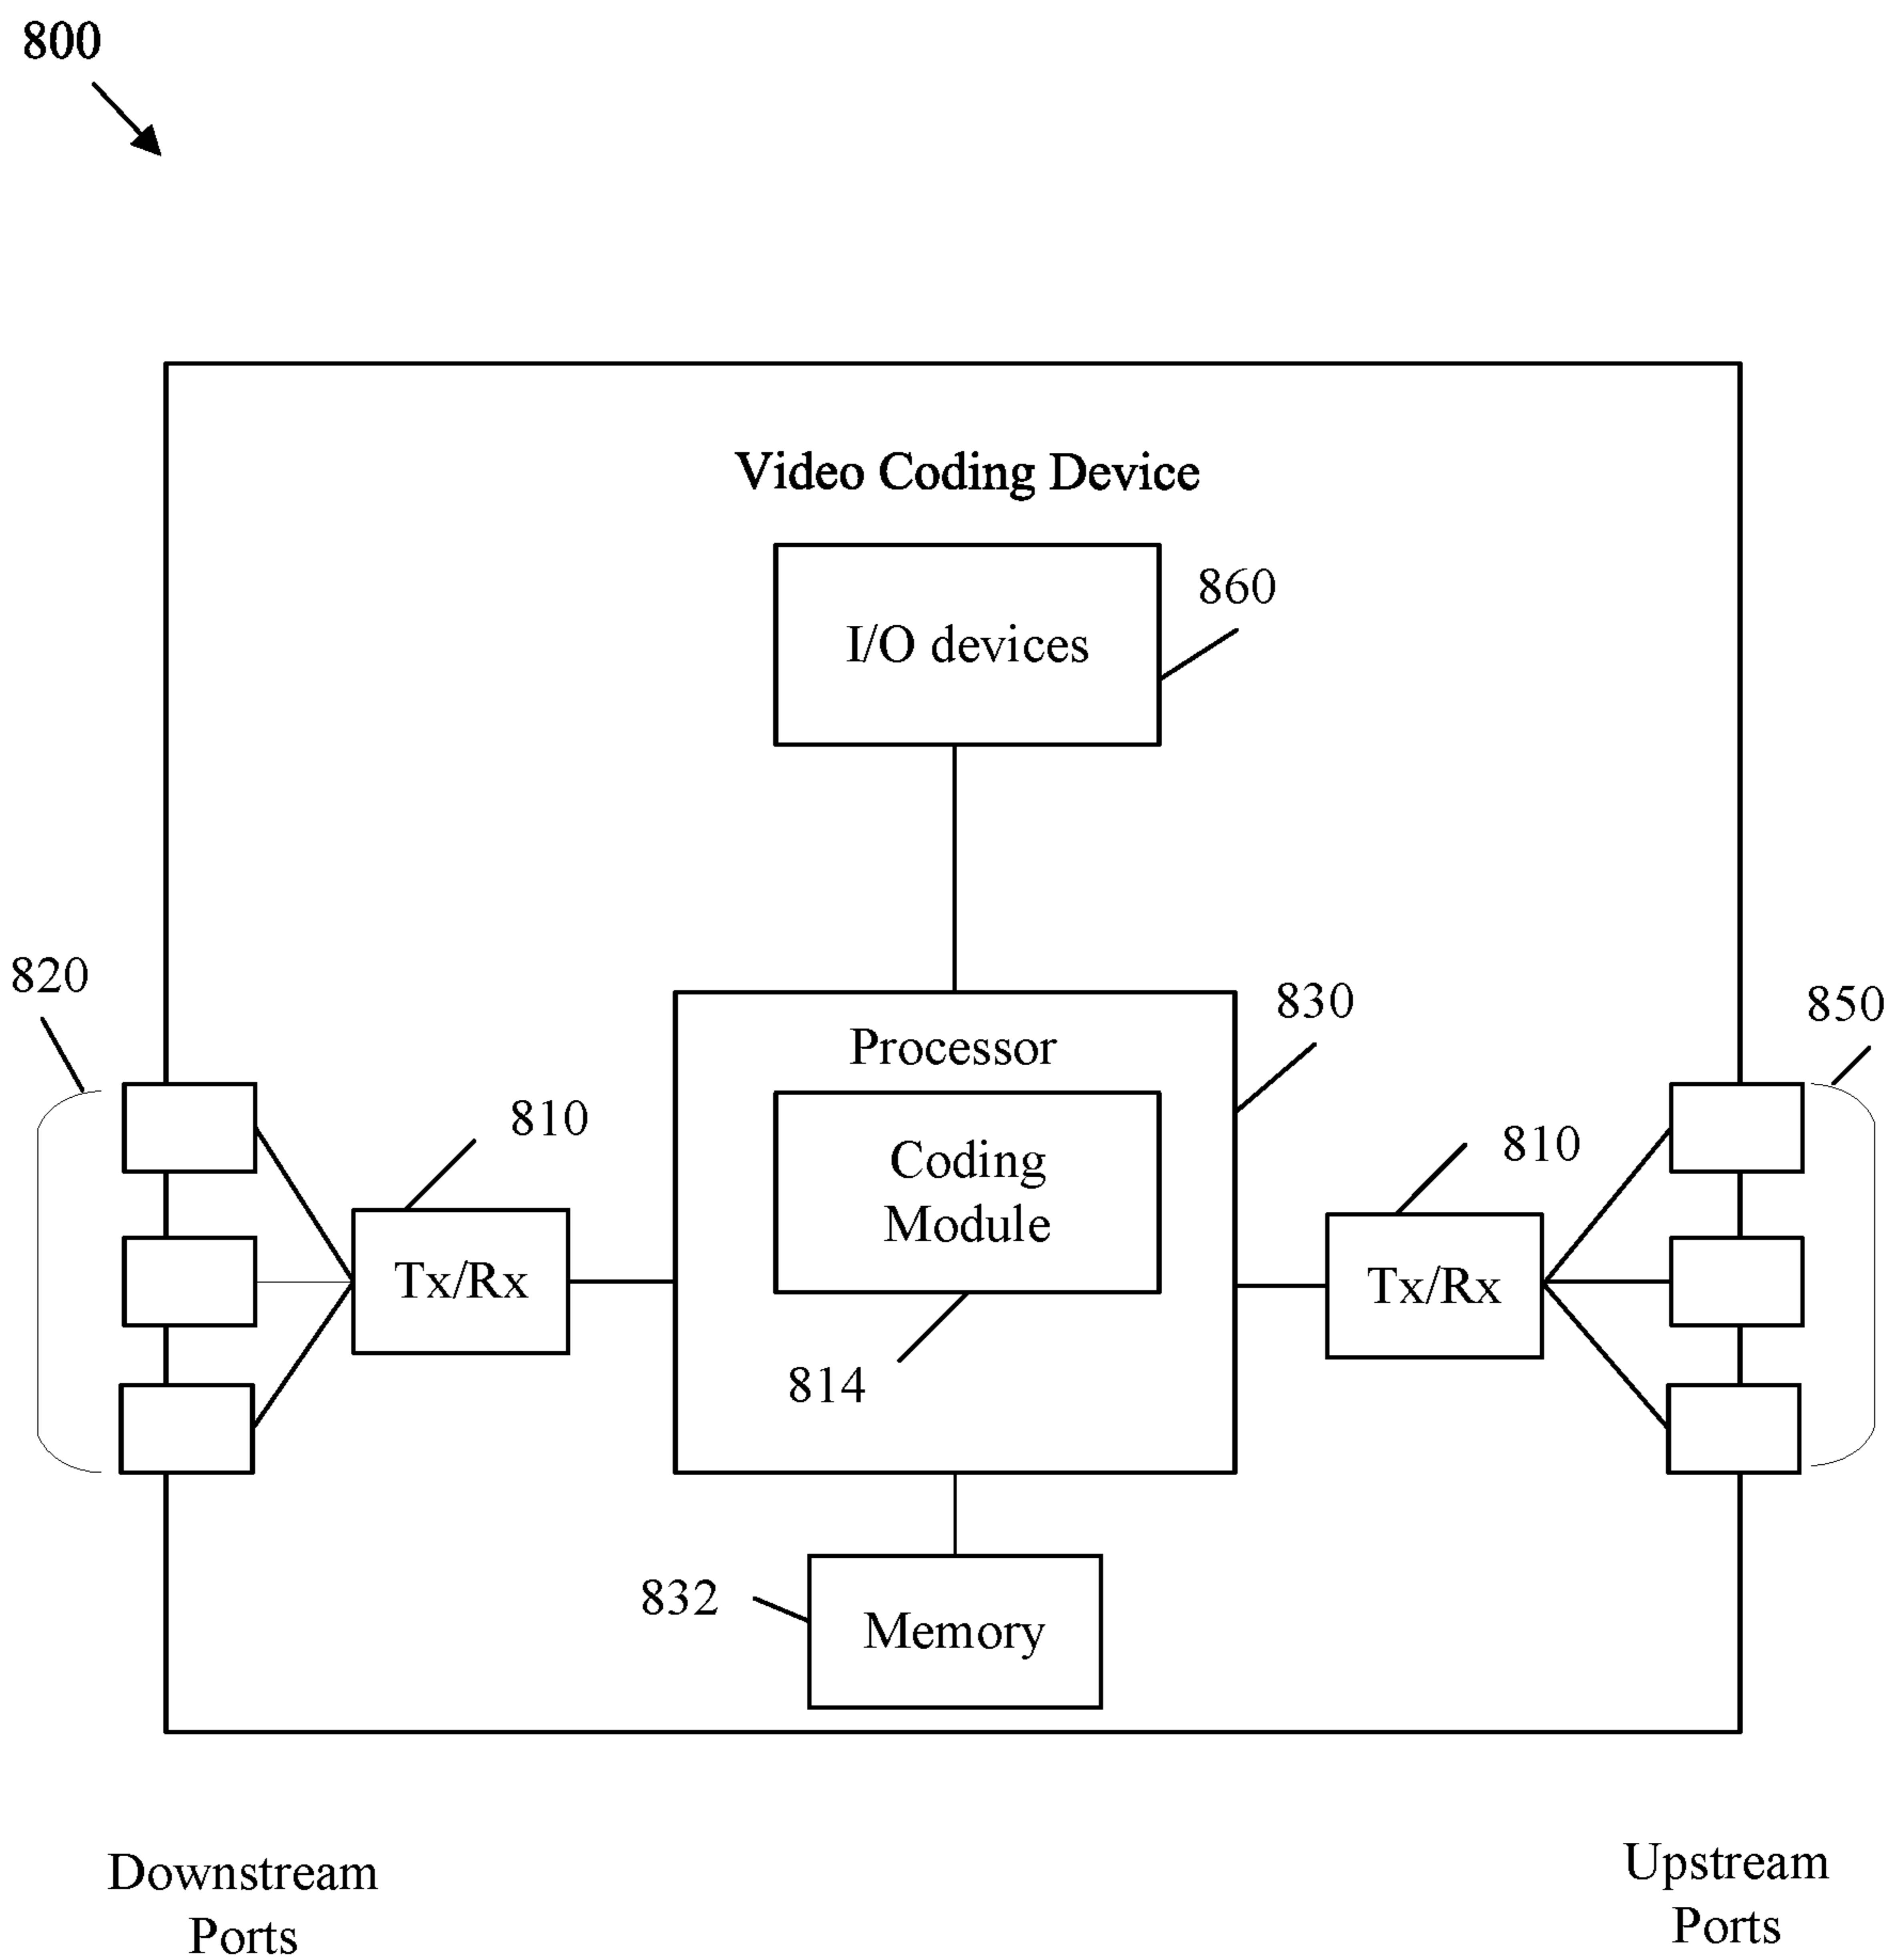 800
Video Coding Device
I/O devices
860
820
830
850
Processor
810
810
Coding
Module
Tx/Rx
Tx/Rx
814
832
Memory
Downstream
Ports
Upstream
Ports